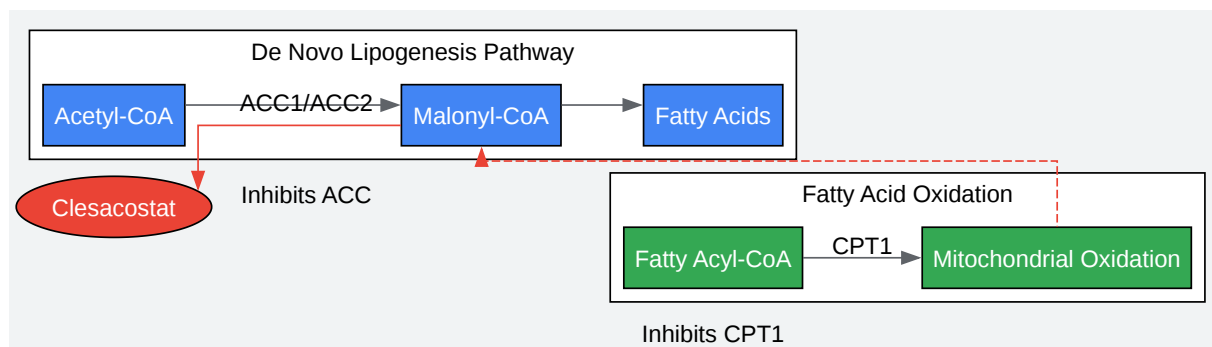 De Novo Lipogenesis Pathway
Acetyl-CoA
ACC1/ACC2
Malonyl-CoA
Fatty Acids
Clesacostat
Inhibits ACC
Fatty Acid Oxidation
Fatty Acyl-CoA
CPT1
Mitochondrial Oxidation
Inhibits CPT1